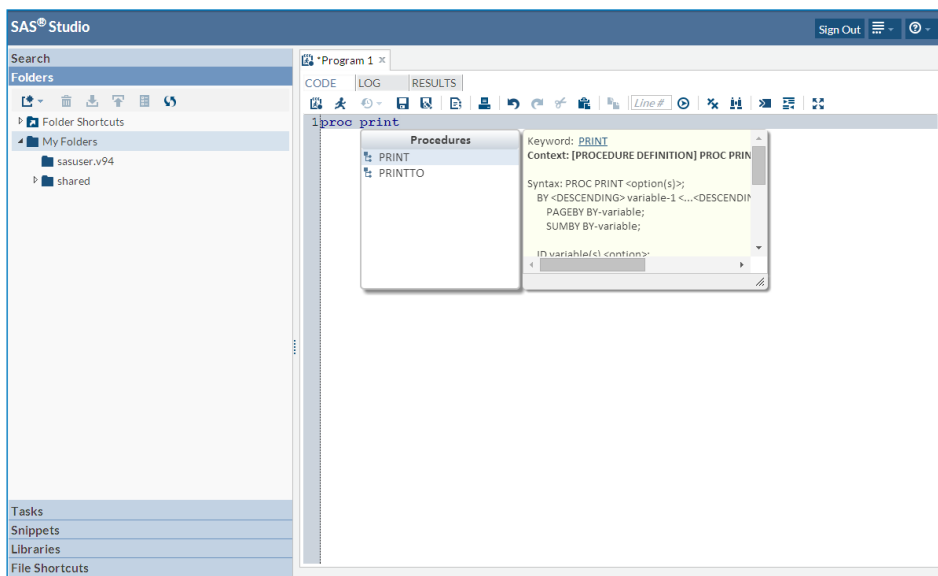 SAS® Studio
Sign Out
Search
Folders
Folder Shortcuts
My Folders
sasuser.v94
shared
Tasks
Snippets
Libraries
File Shortcuts
*Program 1
CODE LOG RESULTS
Line #
1 proc print
Procedures
PRINT
PRINTTO
Keyword: PRINT
Context: [PROCEDURE DEFINITION] PROC PRIN
Syntax: PROC PRINT <option(s)>;
BY <DESCENDING> variable-1 <...<DESCENDIN
PAGEBY BY-variable;
SUMBY BY-variable;
ID variable(s) <option>;